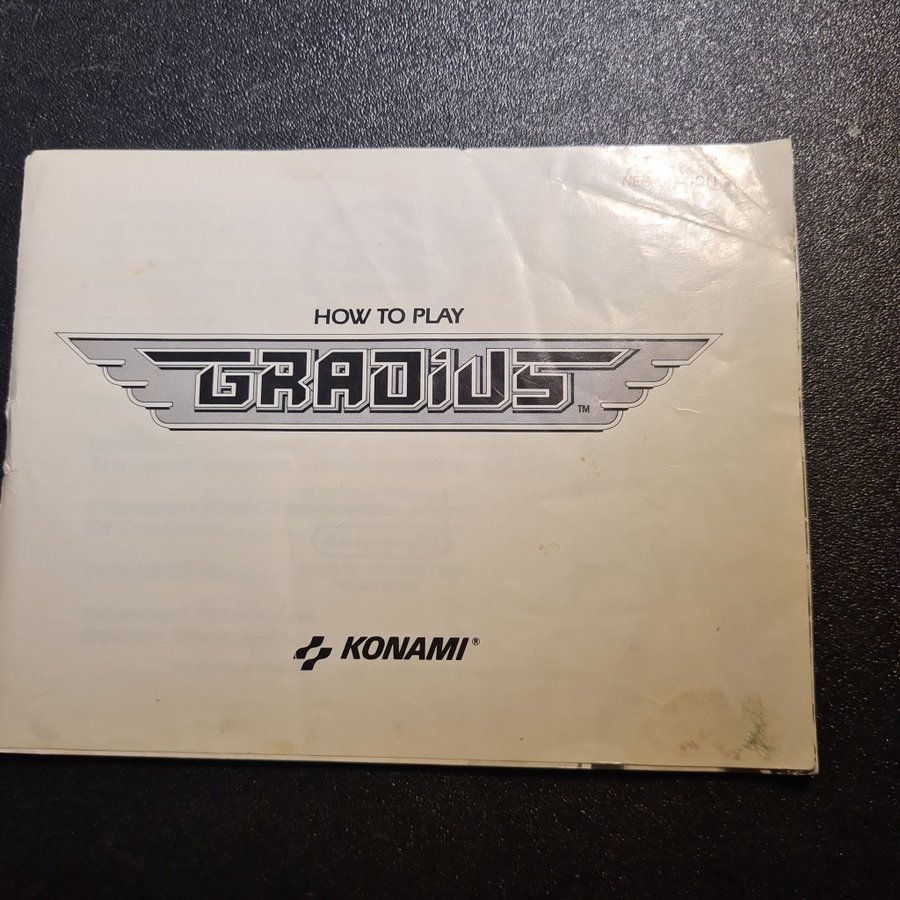 HOW TO PLAY
GRADIUS TM
KONAMI®